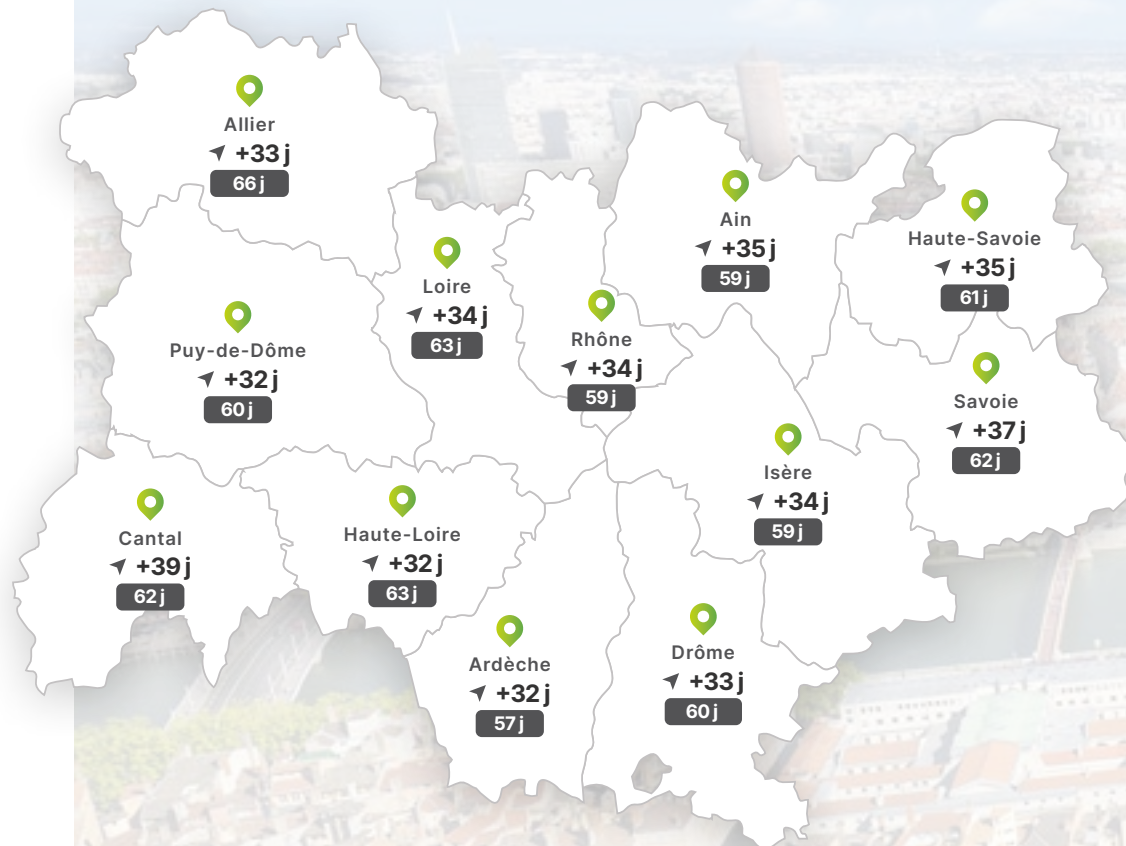 Allier
+33 j
66 j
Ain
+35 j
59 j
Haute-Savoie
+35 j
61 j
Loire
+34 j
63 j
Rhône
+34 j
59 j
Puy-de-Dôme
+32 j
60 j
Savoie
+37 j
62 j
Isère
+34 j
59 j
Cantal
+39 j
62 j
Haute-Loire
+32 j
63 j
Ardèche
+32 j
57 j
Drôme
+33 j
60 j